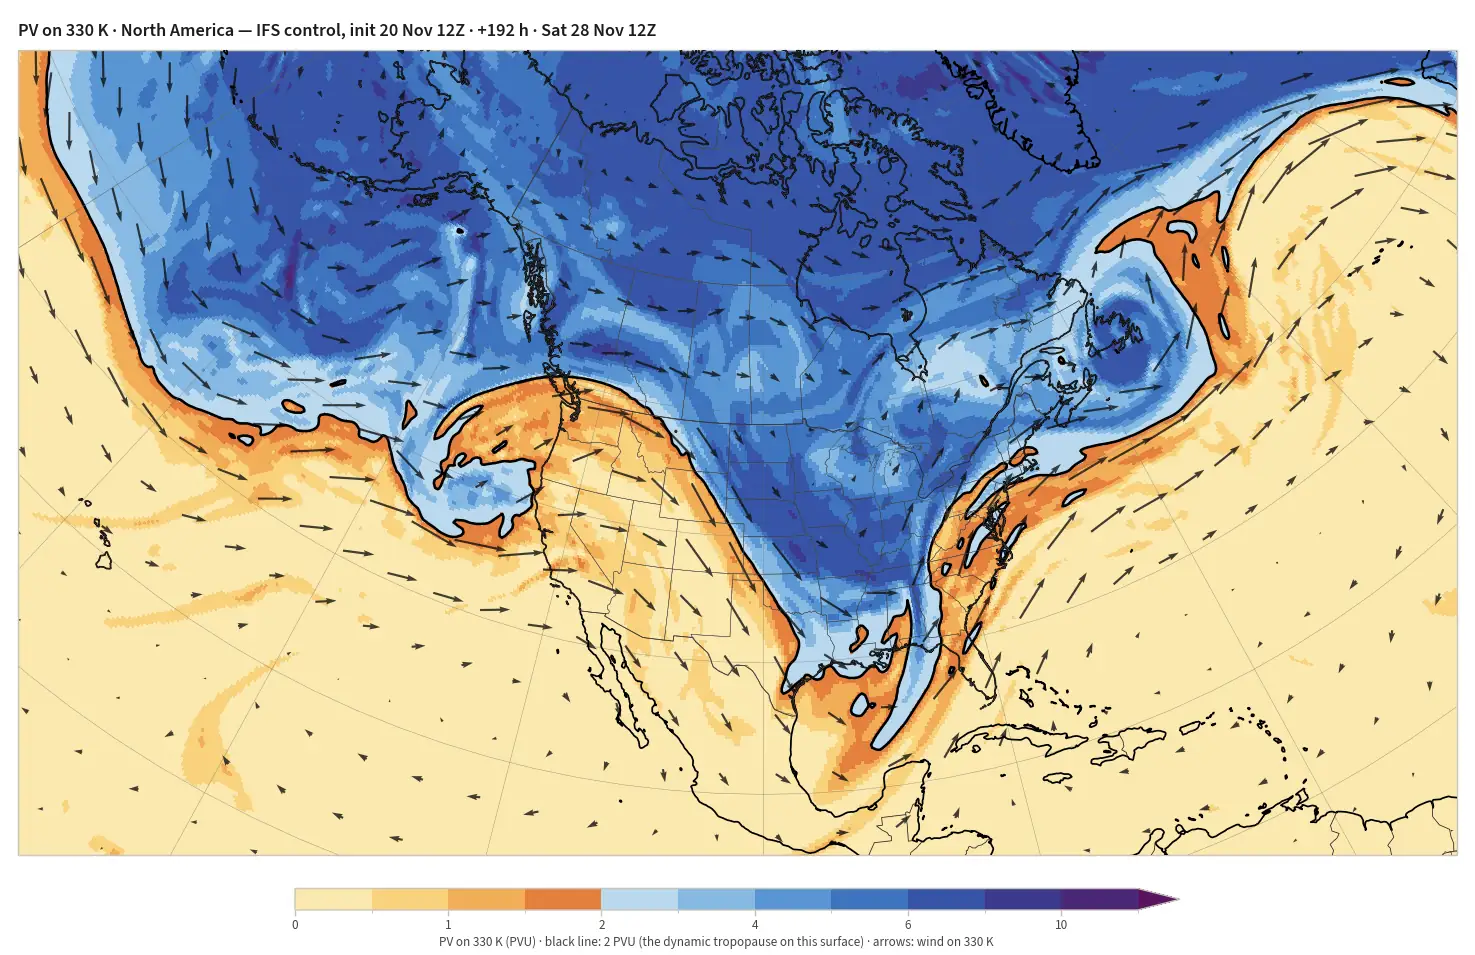 PV on 330 K · North America — IFS control, init 20 Nov 12Z · +192 h · Sat 28 Nov 12Z
0 1 2 4 6 10
PV on 330 K (PVU) · black line: 2 PVU (the dynamic tropopause on this surface) · arrows: wind on 330 K